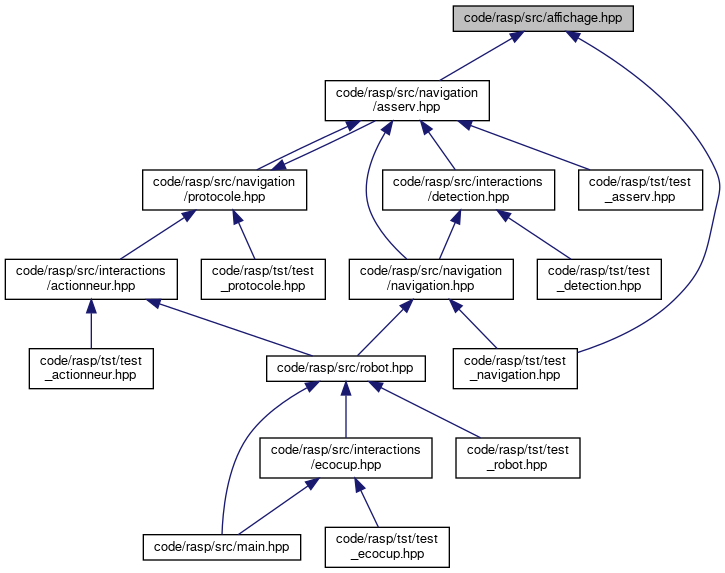 code/rasp/src/affichage.hpp
code/rasp/src/navigation
/asserv.hpp
code/rasp/src/navigation
/protocole.hpp
code/rasp/src/interactions
/detection.hpp
code/rasp/tst/test
_asserv.hpp
code/rasp/src/interactions
/actionneur.hpp
code/rasp/tst/test
_protocole.hpp
code/rasp/src/navigation
/navigation.hpp
code/rasp/tst/test
_detection.hpp
code/rasp/tst/test
_actionneur.hpp
code/rasp/src/robot.hpp
code/rasp/tst/test
_navigation.hpp
code/rasp/src/interactions
/ecocup.hpp
code/rasp/tst/test
_robot.hpp
code/rasp/src/main.hpp
code/rasp/tst/test
_ecocup.hpp